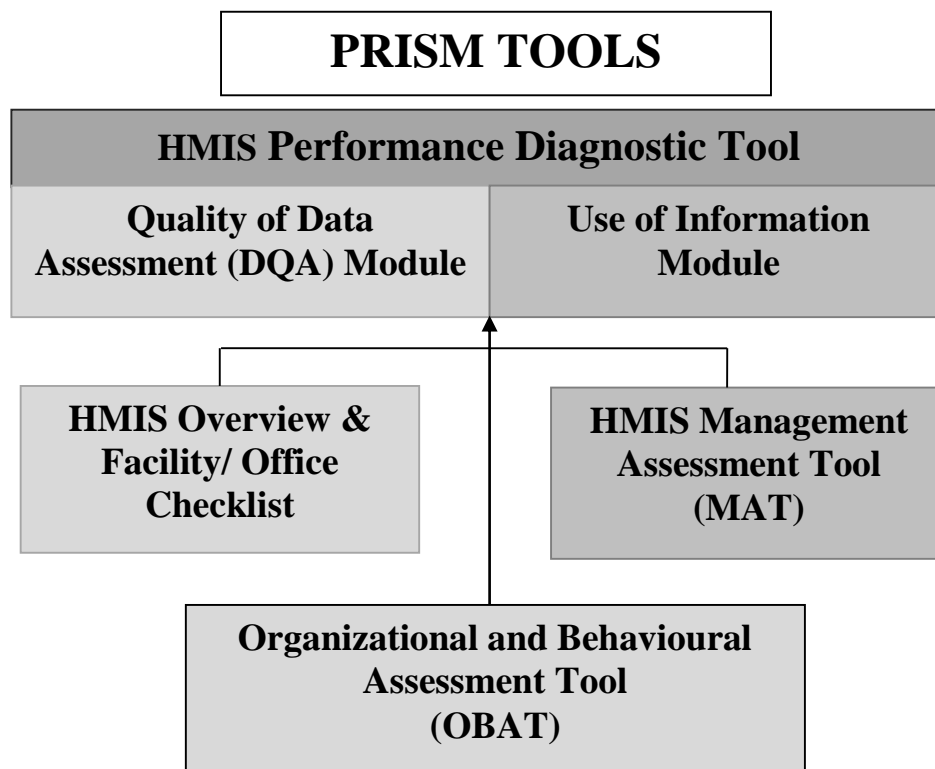 PRISM TOOLS
HMIS Performance Diagnostic Tool
Quality of Data
Assessment (DQA) Module
Use of Information
Module
HMIS Overview &
Facility/ Office
Checklist
HMIS Management
Assessment Tool
(MAT)
Organizational and Behavioural
Assessment Tool
(OBAT)